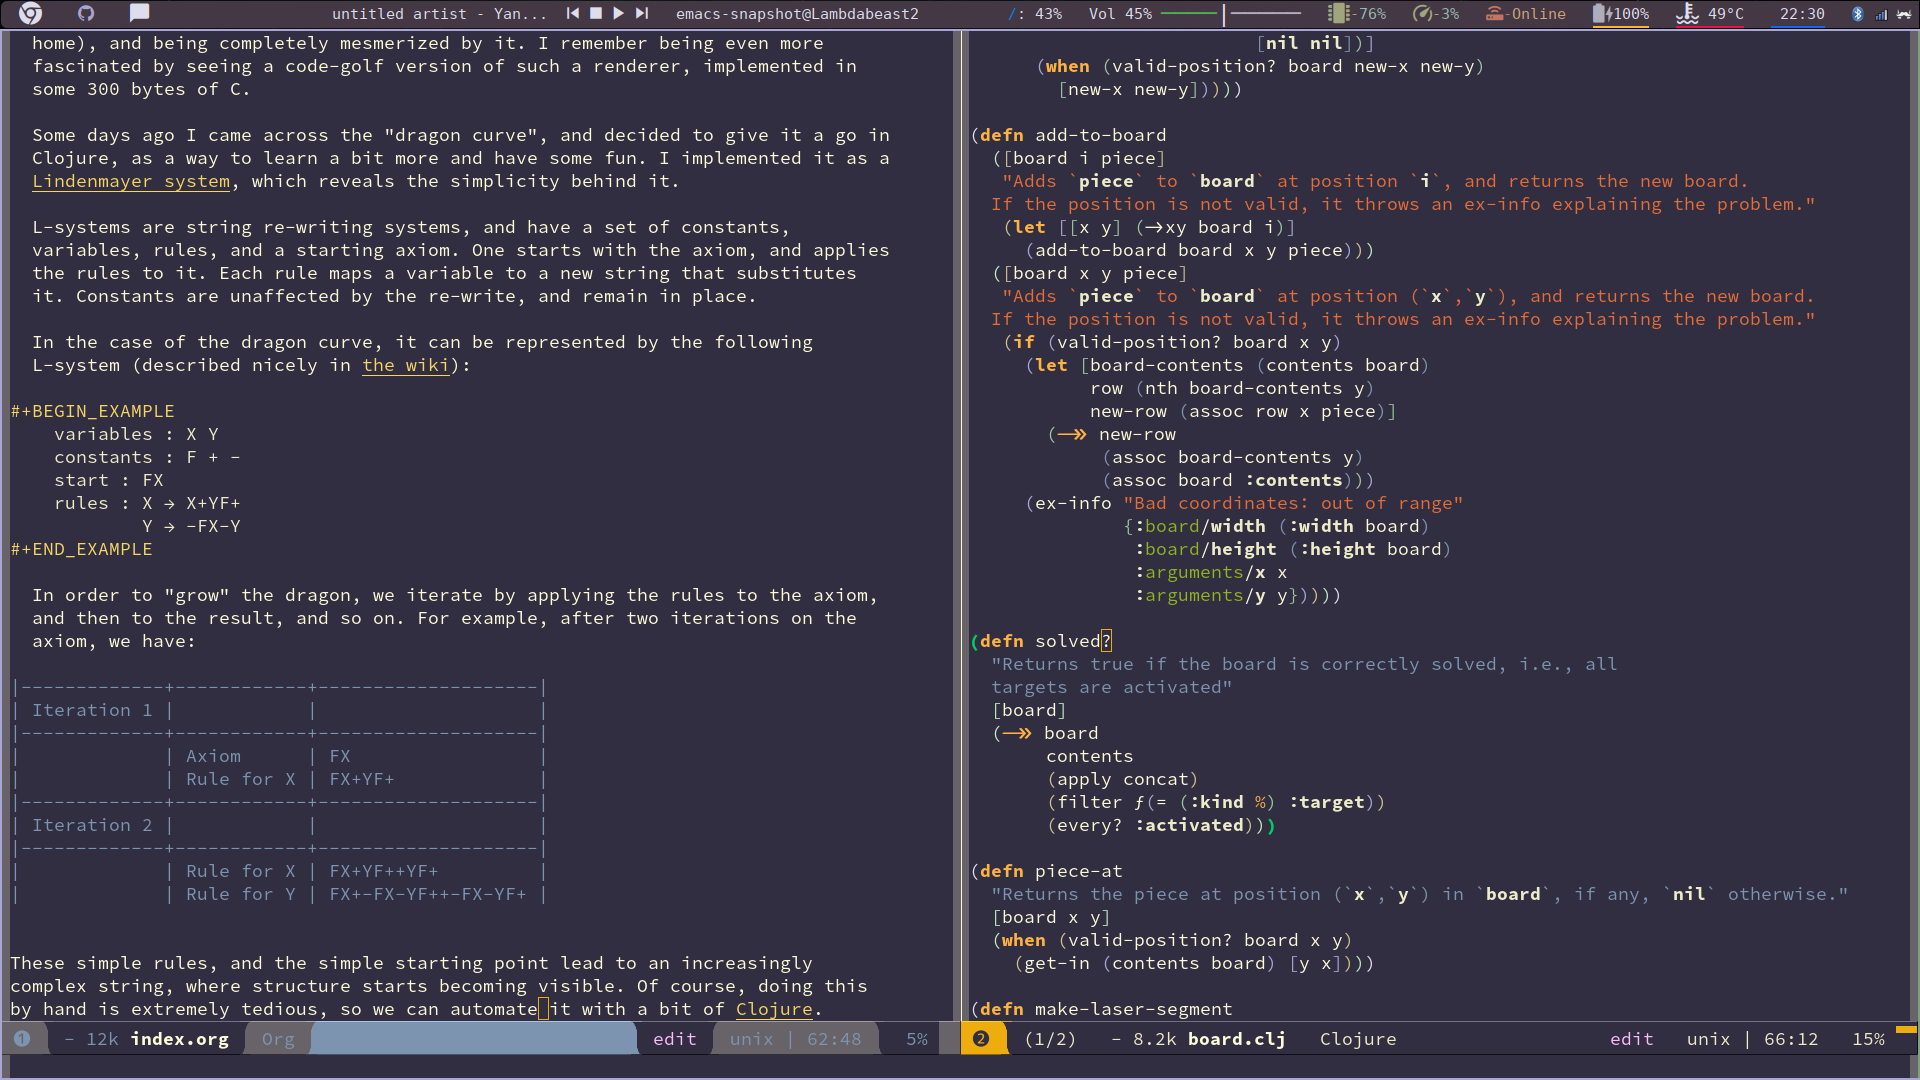 untitled artist - Yan... emacs-snapshot@Lambdabeast2 /: 43% Vol 45% -76% -3% -Online 100% 49°C 22:30
home), and being completely mesmerized by it. I remember being even more
fascinated by seeing a code-golf version of such a renderer, implemented in
some 300 bytes of C.
Some days ago I came across the "dragon curve", and decided to give it a go in
Clojure, as a way to learn a bit more and have some fun. I implemented it as a
Lindenmayer system, which reveals the simplicity behind it.
L-systems are string re-writing systems, and have a set of constants,
variables, rules, and a starting axiom. One starts with the axiom, and applies
the rules to it. Each rule maps a variable to a new string that substitutes
it. Constants are unaffected by the re-write, and remain in place.
In the case of the dragon curve, it can be represented by the following
L-system (described nicely in the wiki):
#+BEGIN_EXAMPLE
variables : X Y
constants : F + -
start : FX
rules : X → X+YF+
Y → -FX-Y
#+END_EXAMPLE
In order to "grow" the dragon, we iterate by applying the rules to the axiom,
and then to the result, and so on. For example, after two iterations on the
axiom, we have:
|-------------+------------+--------------------|
| Iteration 1 |            |                    |
|-------------+------------+--------------------|
|             | Axiom      | FX                 |
|             | Rule for X | FX+YF+             |
|-------------+------------+--------------------|
| Iteration 2 |            |                    |
|-------------+------------+--------------------|
|             | Rule for X | FX+YF++YF+         |
|             | Rule for Y | FX+-FX-YF++-FX-YF+ |
These simple rules, and the simple starting point lead to an increasingly
complex string, where structure starts becoming visible. Of course, doing this
by hand is extremely tedious, so we can automate it with a bit of Clojure.
1 - 12k index.org Org edit unix | 62:48 5%
[nil nil])]
(when (valid-position? board new-x new-y)
[new-x new-y]))))
(defn add-to-board
([board i piece]
"Adds `piece` to `board` at position `i`, and returns the new board.
If the position is not valid, it throws an ex-info explaining the problem."
(let [[x y] (→xy board i)]
(add-to-board board x y piece)))
([board x y piece]
"Adds `piece` to `board` at position (`x`,`y`), and returns the new board.
If the position is not valid, it throws an ex-info explaining the problem."
(if (valid-position? board x y)
(let [board-contents (contents board)
row (nth board-contents y)
new-row (assoc row x piece)]
(—» new-row
(assoc board-contents y)
(assoc board :contents)))
(ex-info "Bad coordinates: out of range"
{:board/width (:width board)
:board/height (:height board)
:arguments/x x
:arguments/y y}))))
(defn solved?
"Returns true if the board is correctly solved, i.e., all
targets are activated"
[board]
(—» board
contents
(apply concat)
(filter ƒ(= (:kind %) :target))
(every? :activated)))
(defn piece-at
"Returns the piece at position (`x`,`y`) in `board`, if any, `nil` otherwise."
[board x y]
(when (valid-position? board x y)
(get-in (contents board) [y x])))
(defn make-laser-segment
2 (1/2) - 8.2k board.clj Clojure edit unix | 66:12 15%